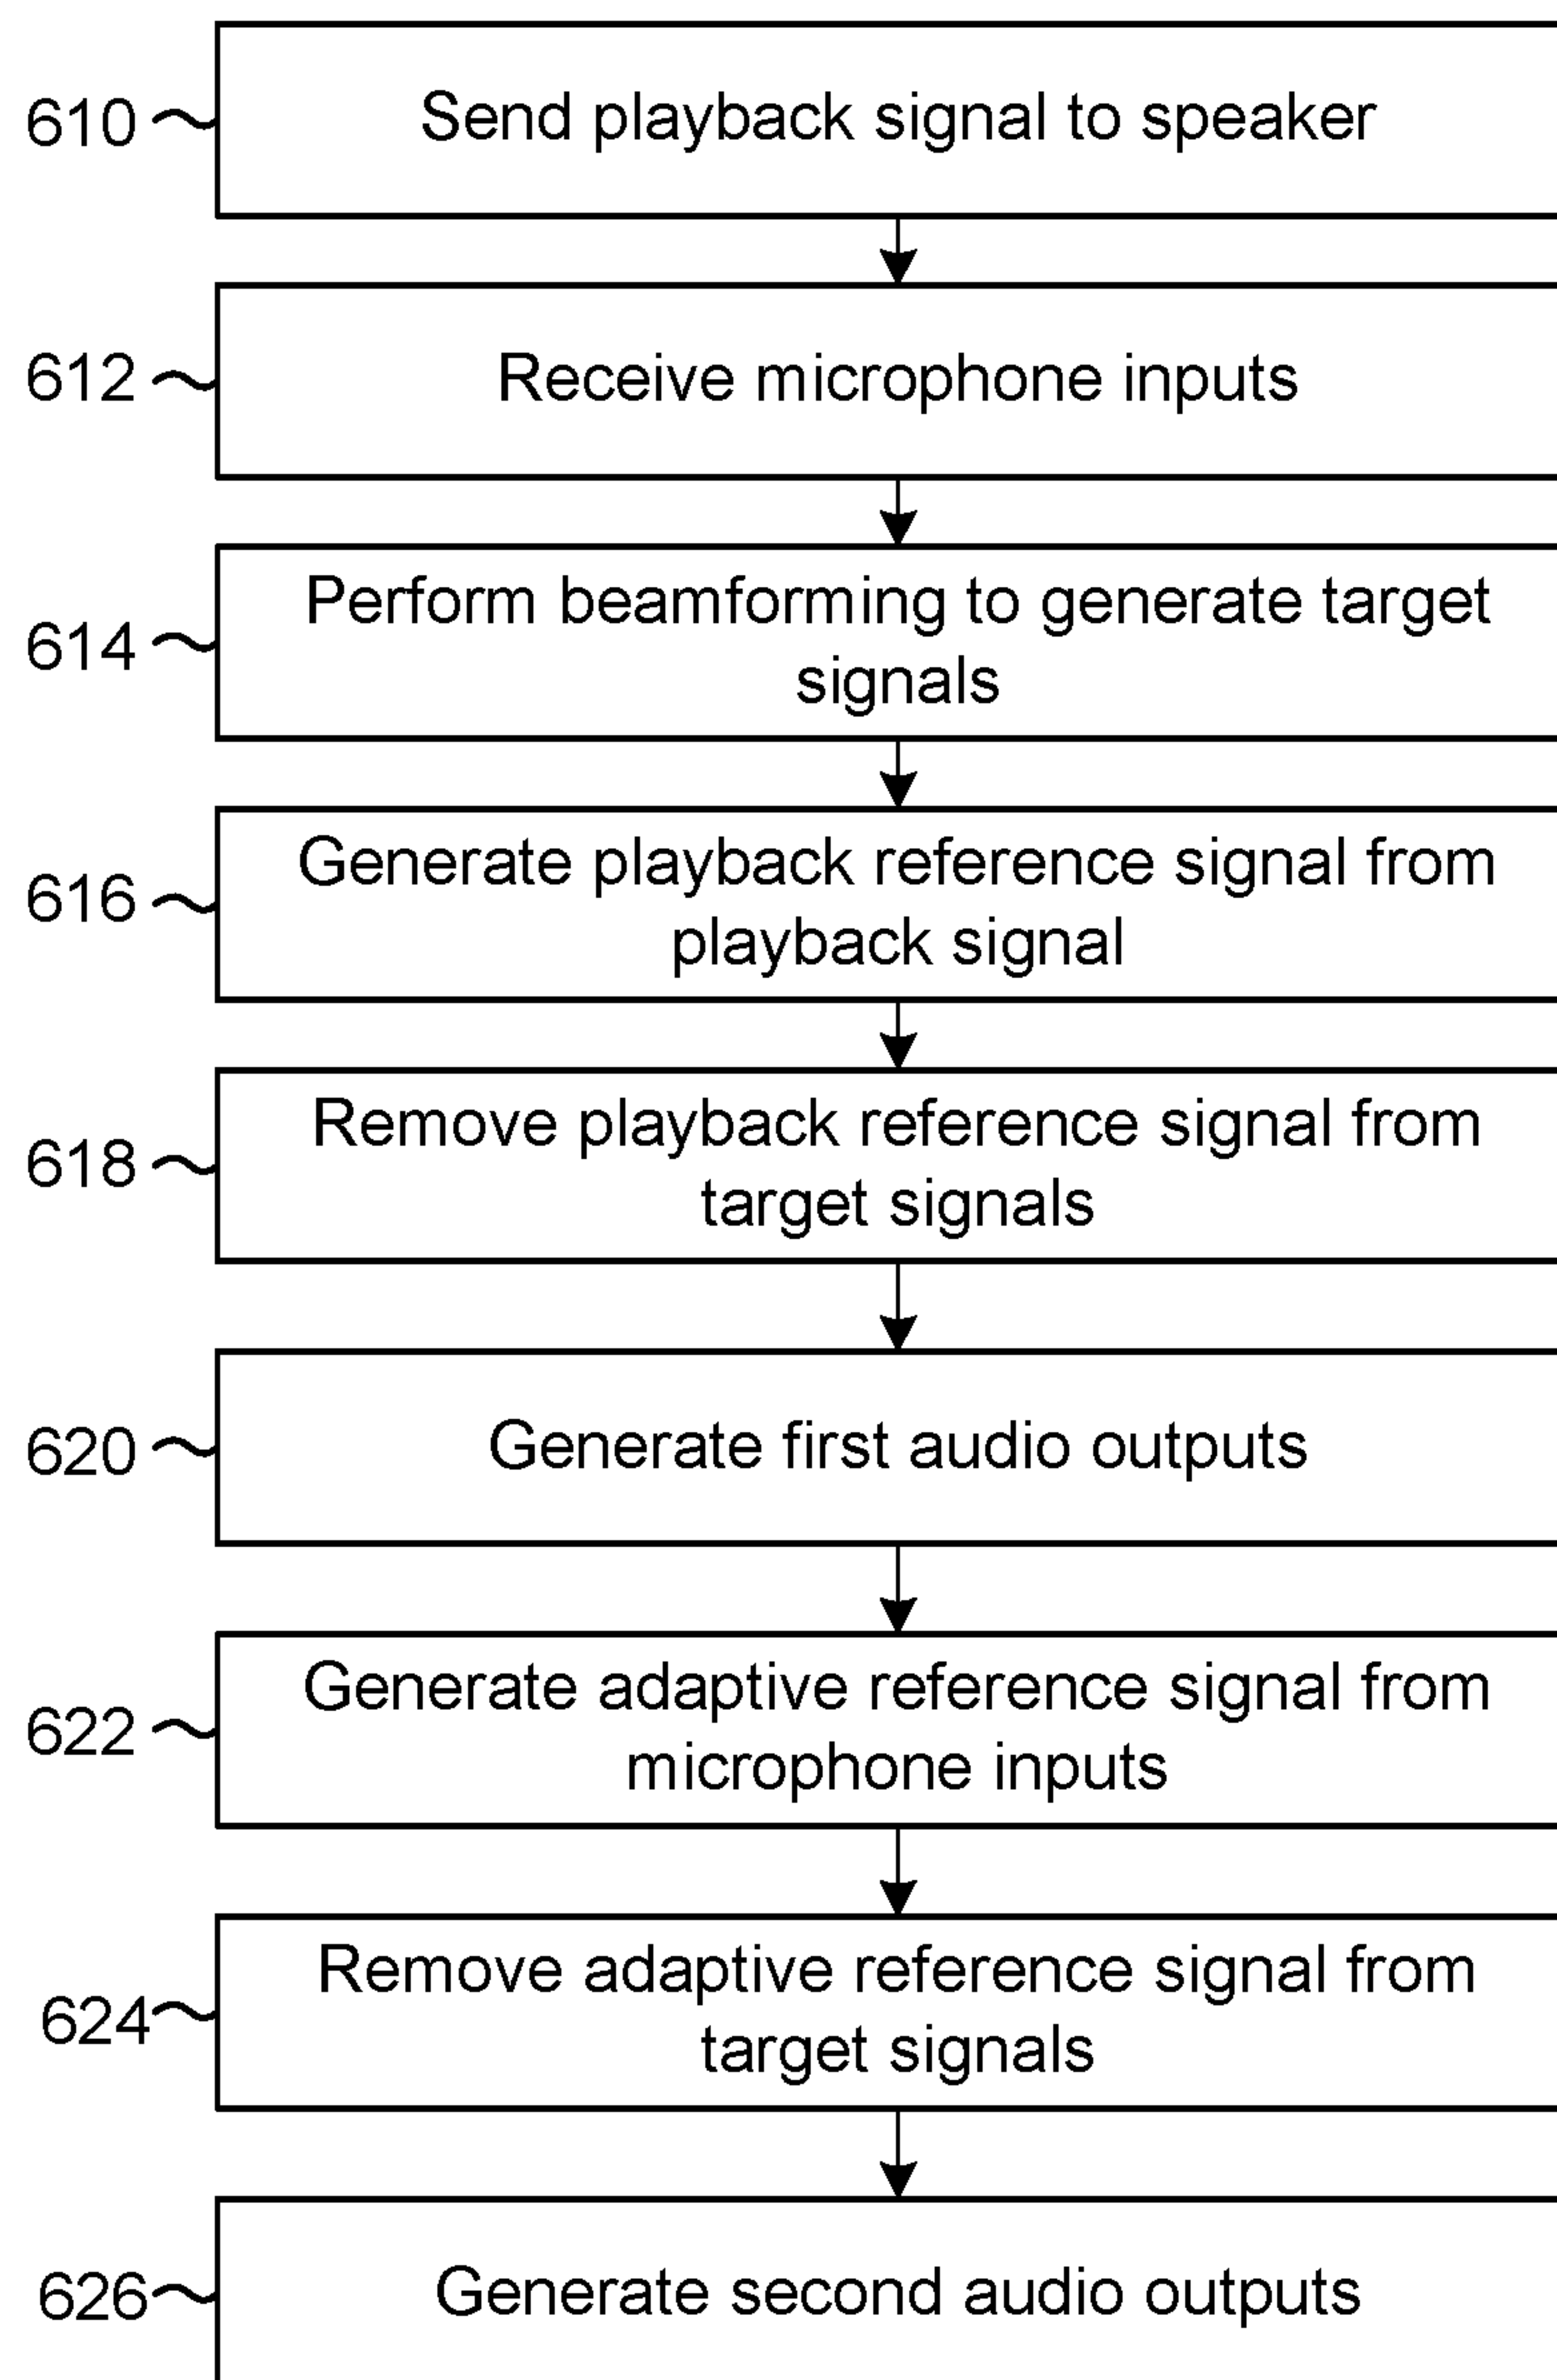 610 Send playback signal to speaker
612 Receive microphone inputs
614 Perform beamforming to generate target
signals
616 Generate playback reference signal from
playback signal
618 Remove playback reference signal from
target signals
620 Generate first audio outputs
622 Generate adaptive reference signal from
microphone inputs
624 Remove adaptive reference signal from
target signals
626 Generate second audio outputs